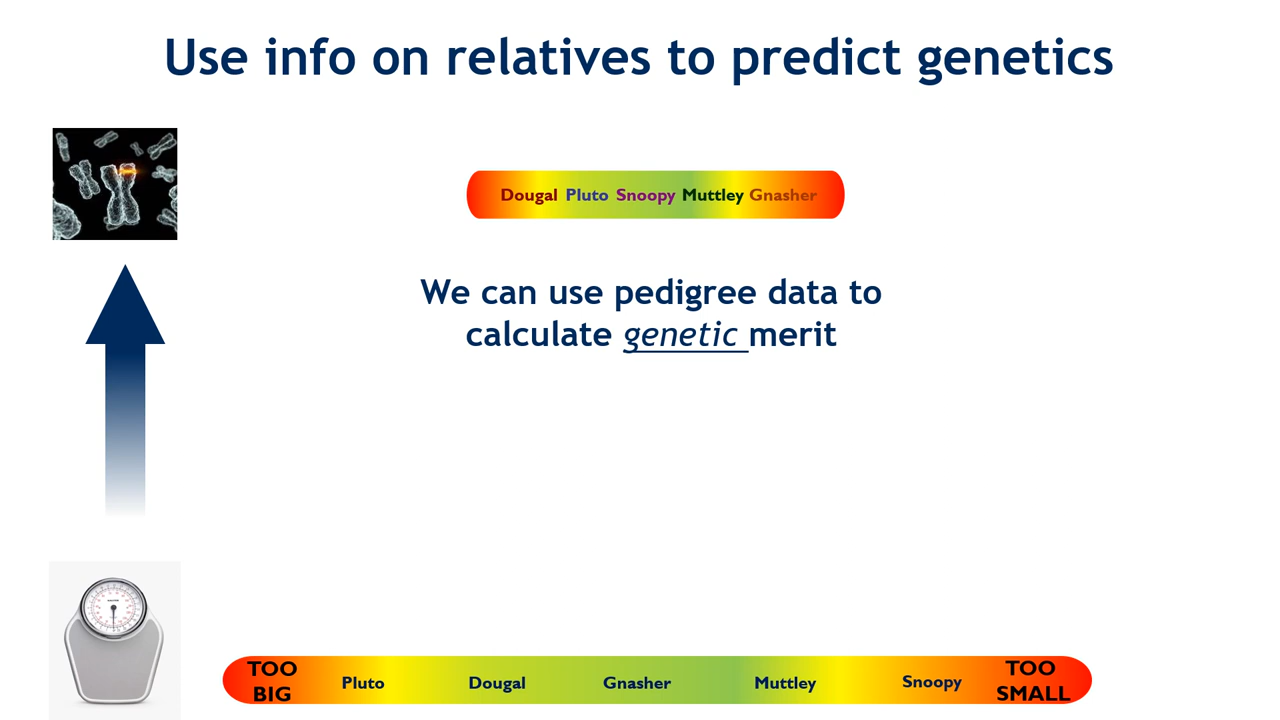 Use info on relatives to predict genetics
Dougal Pluto Snoopy Muttley Gnasher
We can use pedigree data to
calculate genetic merit
TOO BIG Pluto Dougal Gnasher Muttley Snoopy TOO SMALL